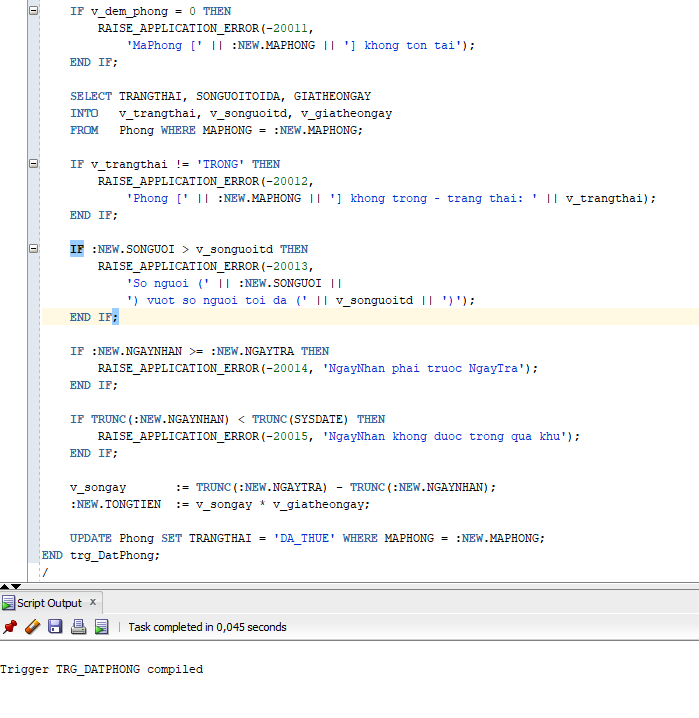 IF v_dem_phong = 0 THEN
RAISE_APPLICATION_ERROR(-20011,
'MaPhong [' || :NEW.MAPHONG || '] khong ton tai');
END IF;
SELECT TRANGTHAI, SONGUOITOIDA, GIATHEONGAY
INTO v_trangthai, v_songuoitd, v_giatheongay
FROM Phong WHERE MAPHONG = :NEW.MAPHONG;
IF v_trangthai != 'TRONG' THEN
RAISE_APPLICATION_ERROR(-20012,
'Phong [' || :NEW.MAPHONG || '] khong trong - trang thai: ' || v_trangthai);
END IF;
IF :NEW.SONGUOI > v_songuoitd THEN
RAISE_APPLICATION_ERROR(-20013,
'So nguoi (' || :NEW.SONGUOI ||
') vuot so nguoi toi da (' || v_songuoitd || ')');
END IF;
IF :NEW.NGAYNHAN >= :NEW.NGAYTRA THEN
RAISE_APPLICATION_ERROR(-20014, 'NgayNhan phai truoc NgayTra');
END IF;
IF TRUNC(:NEW.NGAYNHAN) < TRUNC(SYSDATE) THEN
RAISE_APPLICATION_ERROR(-20015, 'NgayNhan khong duoc trong qua khu');
END IF;
v_songay := TRUNC(:NEW.NGAYTRA) - TRUNC(:NEW.NGAYNHAN);
:NEW.TONGTIEN := v_songay * v_giatheongay;
UPDATE Phong SET TRANGTHAI = 'DA_THUE' WHERE MAPHONG = :NEW.MAPHONG;
END trg_DatPhong;
/
Script Output x
Task completed in 0,045 seconds
Trigger TRG_DATPHONG compiled